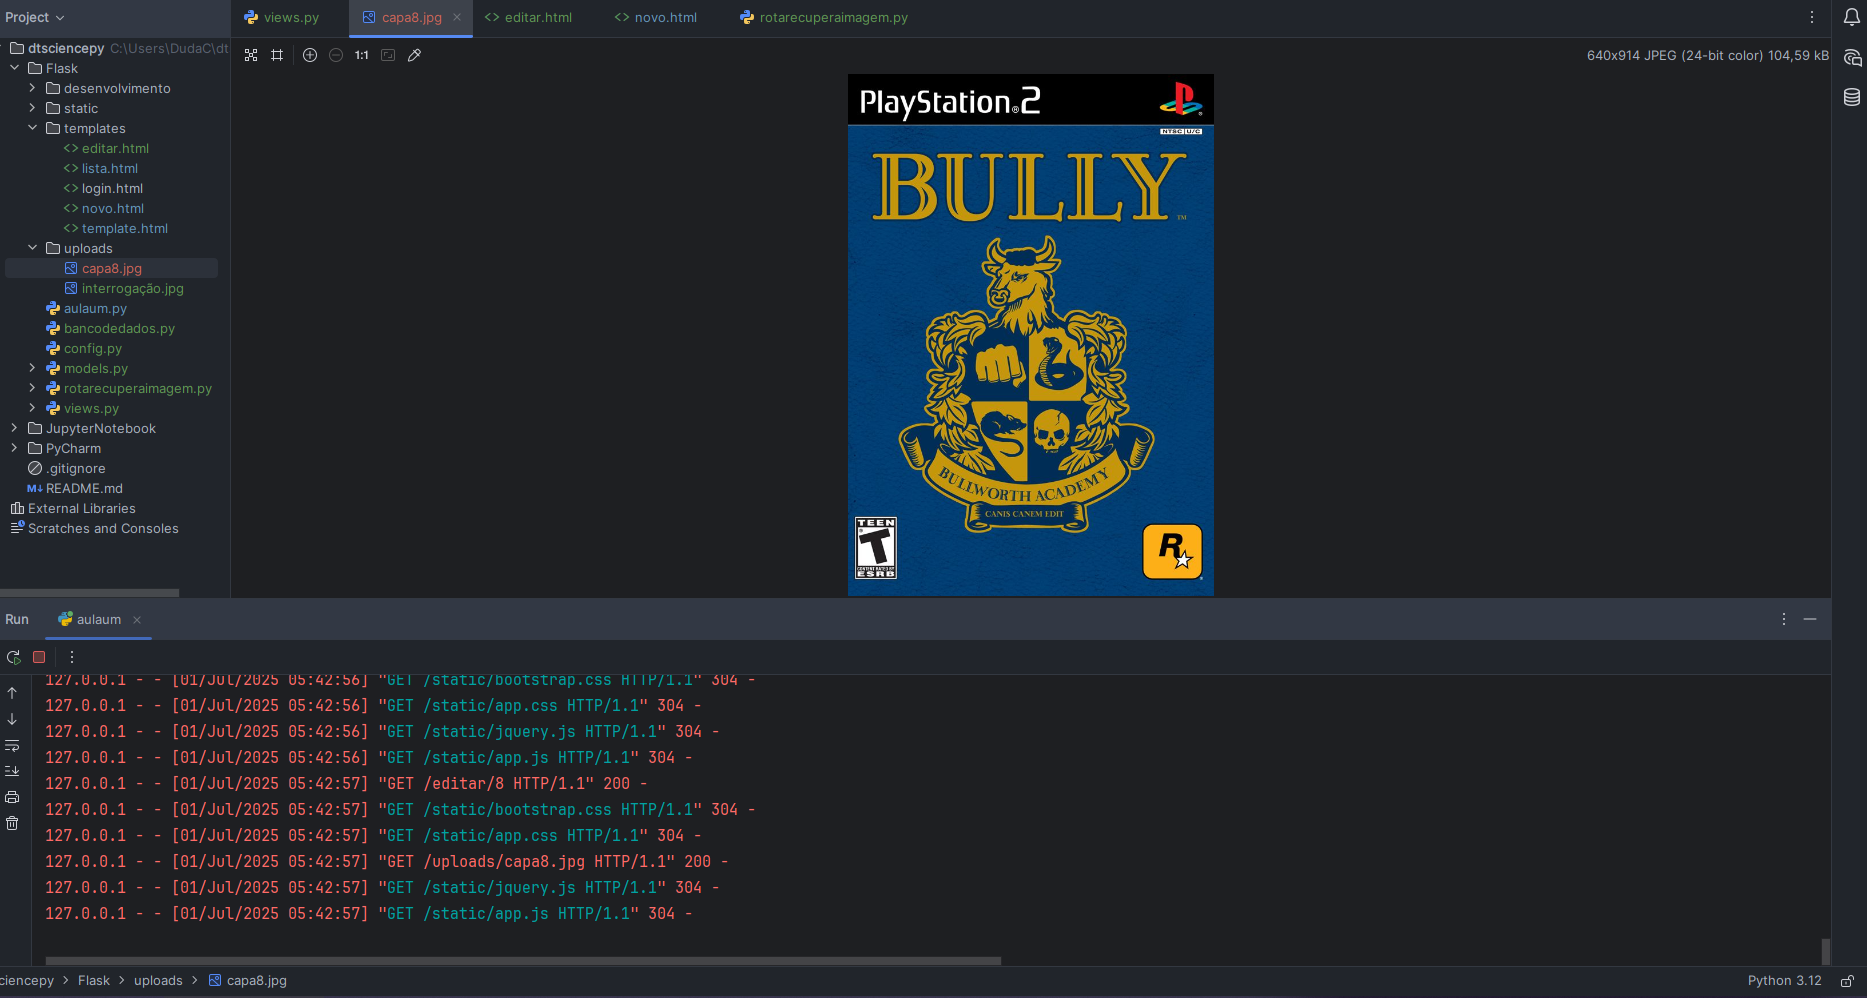 Project
views.py
capa8.jpg
editar.html
novo.html
rotarecuperaimagem.py
dtsciencepy C:\Users\DudaC\dt
Flask
desenvolvimento
static
templates
editar.html
lista.html
login.html
novo.html
template.html
uploads
capa8.jpg
interrogação.jpg
aulaum.py
bancodedados.py
config.py
models.py
rotarecuperaimagem.py
views.py
JupyterNotebook
PyCharm
.gitignore
M↓ README.md
External Libraries
Scratches and Consoles
1:1
640x914 JPEG (24-bit color) 104,59 kB
PlayStation®2
NTSC U/C
BULLY™
BULLWORTH ACADEMY
CANIS CANEM EDIT
TEEN
T
CONTENT RATED BY
ESRB
R
Run
aulaum
127.0.0.1 - - [01/Jul/2025 05:42:56] "GET /static/bootstrap.css HTTP/1.1" 304 -
127.0.0.1 - - [01/Jul/2025 05:42:56] "GET /static/app.css HTTP/1.1" 304 -
127.0.0.1 - - [01/Jul/2025 05:42:56] "GET /static/jquery.js HTTP/1.1" 304 -
127.0.0.1 - - [01/Jul/2025 05:42:56] "GET /static/app.js HTTP/1.1" 304 -
127.0.0.1 - - [01/Jul/2025 05:42:57] "GET /editar/8 HTTP/1.1" 200 -
127.0.0.1 - - [01/Jul/2025 05:42:57] "GET /static/bootstrap.css HTTP/1.1" 304 -
127.0.0.1 - - [01/Jul/2025 05:42:57] "GET /static/app.css HTTP/1.1" 304 -
127.0.0.1 - - [01/Jul/2025 05:42:57] "GET /uploads/capa8.jpg HTTP/1.1" 200 -
127.0.0.1 - - [01/Jul/2025 05:42:57] "GET /static/jquery.js HTTP/1.1" 304 -
127.0.0.1 - - [01/Jul/2025 05:42:57] "GET /static/app.js HTTP/1.1" 304 -
ciencepy > Flask > uploads > capa8.jpg
Python 3.12